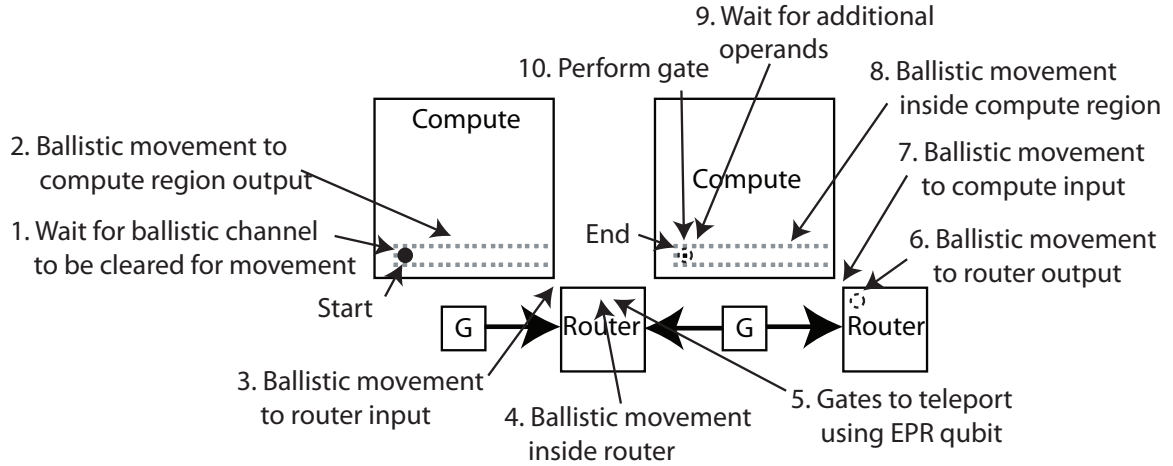 9. Wait for additional
operands
10. Perform gate
8. Ballistic movement
inside compute region
Compute
2. Ballistic movement to
compute region output
7. Ballistic movement
to compute input
Compute
1. Wait for ballistic channel
to be cleared for movement
End
6. Ballistic movement
to router output
Start
G
Router
G
Router
3. Ballistic movement
to router input
4. Ballistic movement
inside router
5. Gates to teleport
using EPR qubit